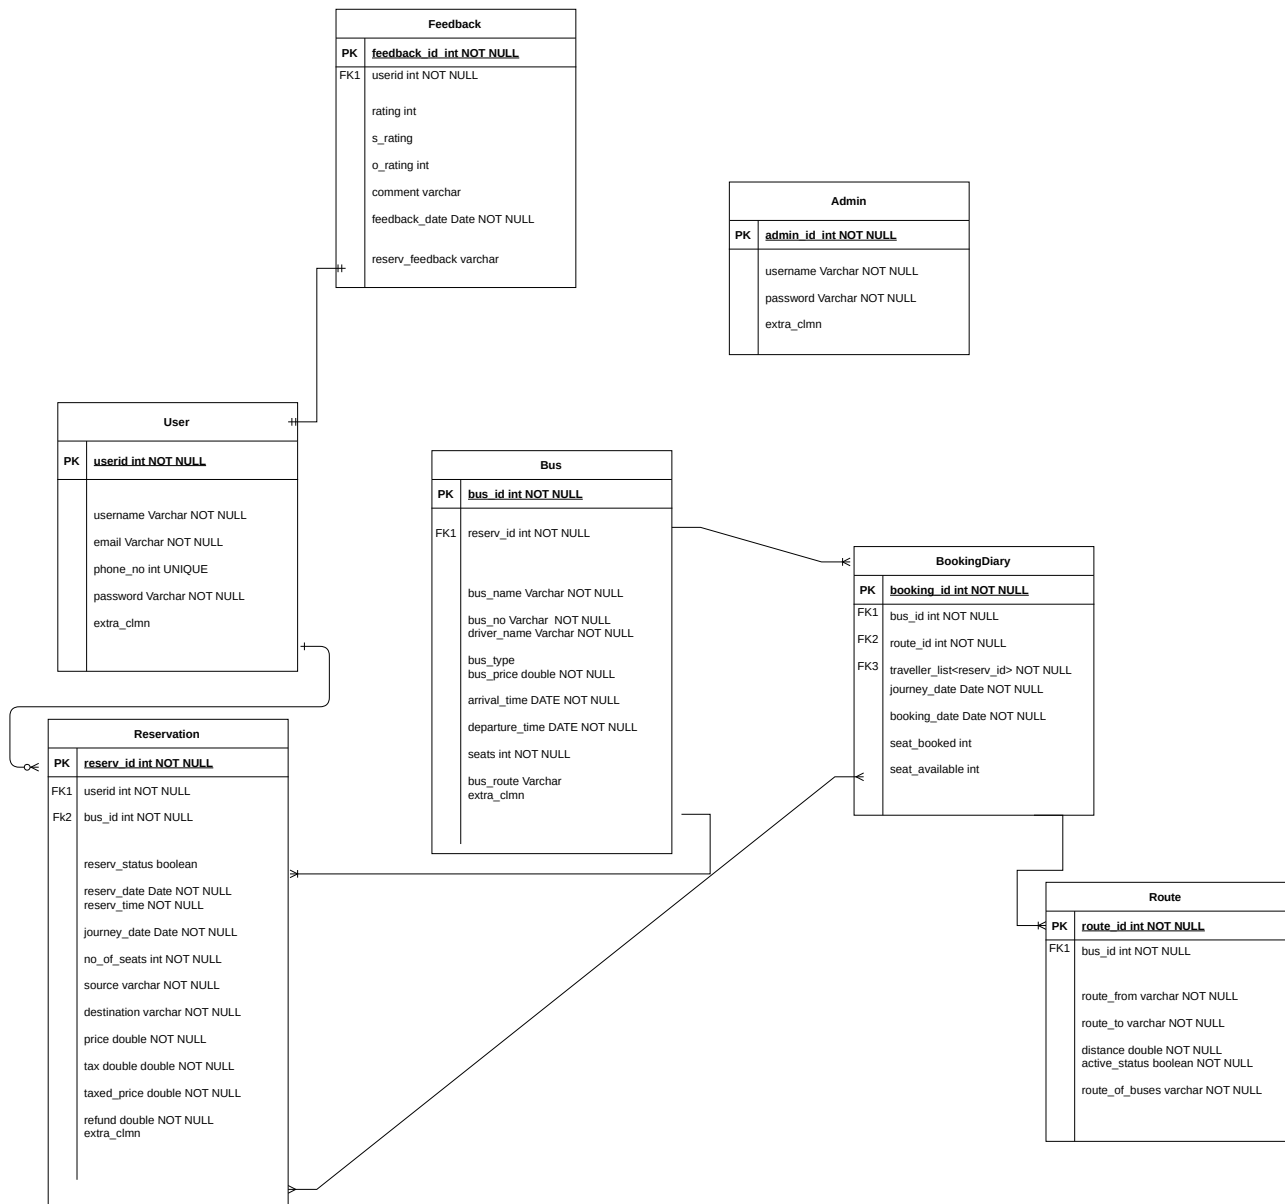 Feedback
PK feedback_id int NOT NULL
FK1 userid int NOT NULL
rating int
s_rating
o_rating int
comment varchar
feedback_date Date NOT NULL
reserv_feedback varchar
Admin
PK admin_id int NOT NULL
username Varchar NOT NULL
password Varchar NOT NULL
extra_clmn
User
PK userid int NOT NULL
username Varchar NOT NULL
email Varchar NOT NULL
phone_no int UNIQUE
password Varchar NOT NULL
extra_clmn
Bus
PK bus_id int NOT NULL
FK1 reserv_id int NOT NULL
bus_name Varchar NOT NULL
bus_no Varchar NOT NULL
driver_name Varchar NOT NULL
bus_type
bus_price double NOT NULL
arrival_time DATE NOT NULL
departure_time DATE NOT NULL
seats int NOT NULL
bus_route Varchar
extra_clmn
BookingDiary
PK booking_id int NOT NULL
FK1 bus_id int NOT NULL
FK2 route_id int NOT NULL
FK3 traveller_list<reserv_id> NOT NULL
journey_date Date NOT NULL
booking_date Date NOT NULL
seat_booked int
seat_available int
Reservation
PK reserv_id int NOT NULL
FK1 userid int NOT NULL
Fk2 bus_id int NOT NULL
reserv_status boolean
reserv_date Date NOT NULL
reserv_time NOT NULL
journey_date Date NOT NULL
no_of_seats int NOT NULL
source varchar NOT NULL
destination varchar NOT NULL
price double NOT NULL
tax double double NOT NULL
taxed_price double NOT NULL
refund double NOT NULL
extra_clmn
Route
PK route_id int NOT NULL
FK1 bus_id int NOT NULL
route_from varchar NOT NULL
route_to varchar NOT NULL
distance double NOT NULL
active_status boolean NOT NULL
route_of_buses varchar NOT NULL